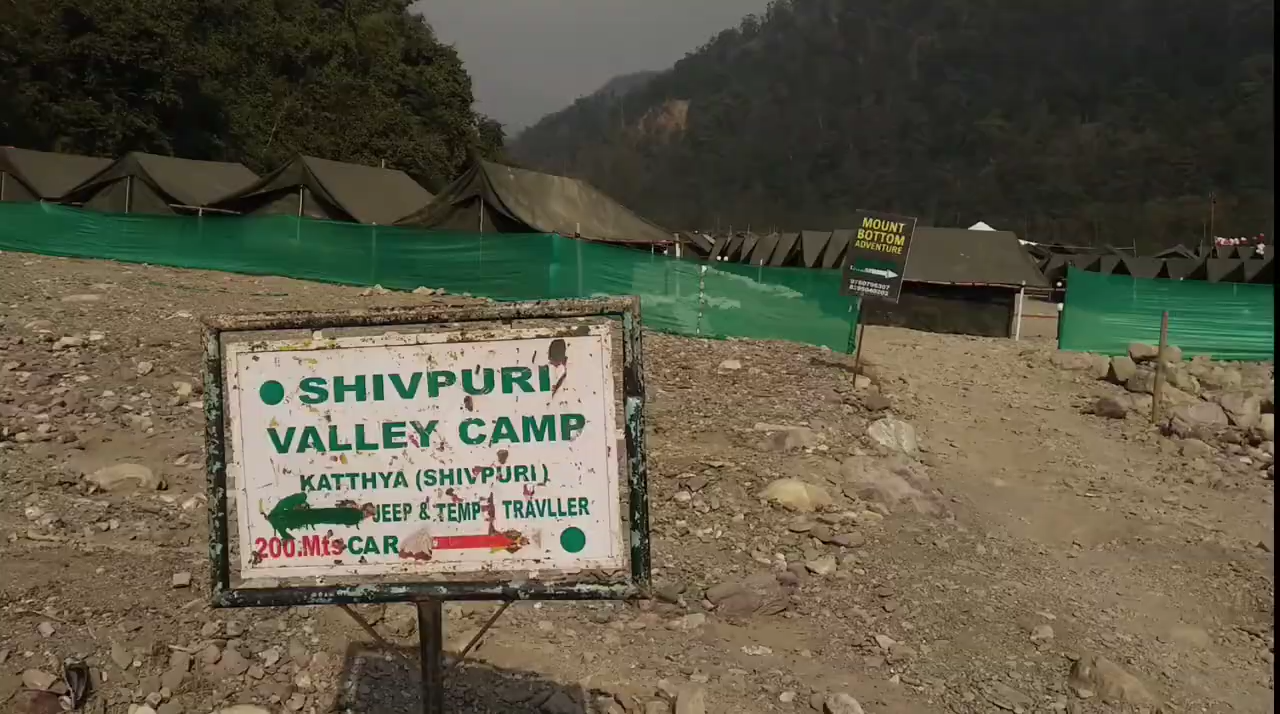 SHIVPURI
VALLEY CAMP
KATTHYA (SHIVPURI)
JEEP & TEMP TRAVLLER
200.Mts CAR
MOUNT
BOTTOM
ADVENTURE